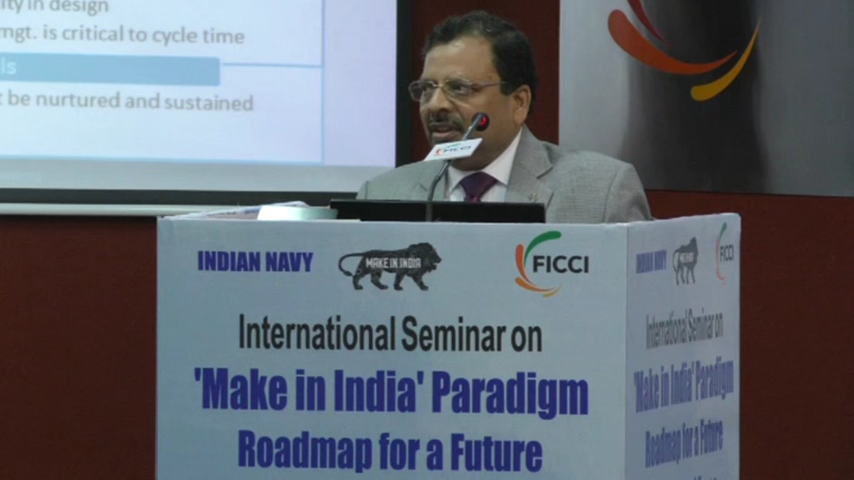 in design
mgt. is critical to cycle time
be nurtured and sustained
FICCI
INDIAN NAVY
MAKE IN INDIA
FICCI
International Seminar on
'Make in India' Paradigm
Roadmap for a Future
INDIAN NAVY
FICCI
International Seminar on
'Make in India' Paradigm
Roadmap for a Future